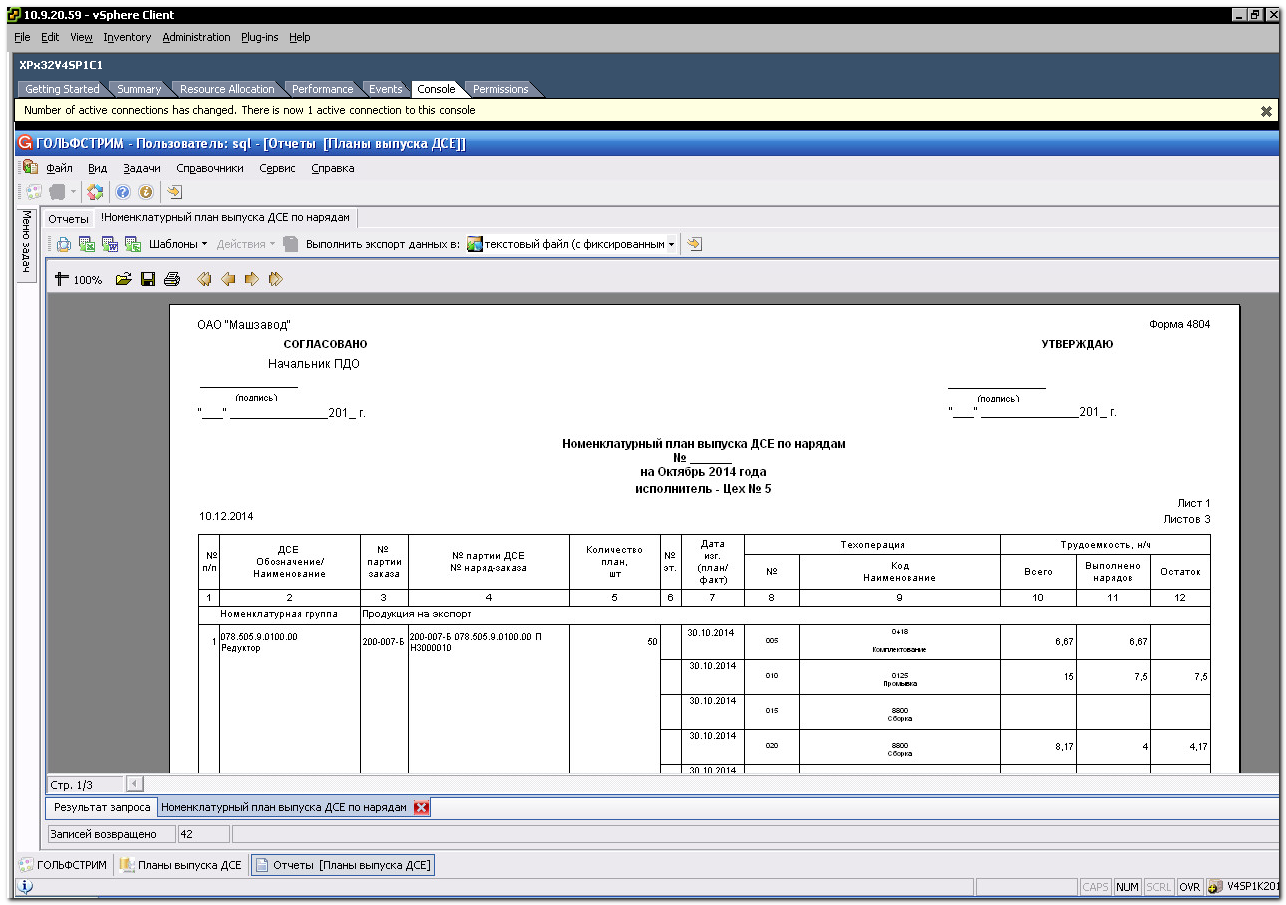 10.9.20.59 - vSphere Client
File Edit View Inventory Administration Plug-ins Help
XPx32V4SP1C1
Getting Started Summary Resource Allocation Performance Events Console Permissions
Number of active connections has changed. There is now 1 active connection to this console
ГОЛЬФСТРИМ - Пользователь: sql - [Отчеты [Планы выпуска ДСЕ]]
Файл Вид Задачи Справочники Сервис Справка
Меню задач
Отчеты !Номенклатурный план выпуска ДСЕ по нарядам
Шаблоны Действия Выполнить экспорт данных в: текстовый файл (с фиксированным
100%
ОАО "Машзавод" Форма 4804
СОГЛАСОВАНО УТВЕРЖДАЮ
Начальник ПДО
(подпись) (подпись)
"___" _______________201_ г. "___" _______________201_ г.
Номенклатурный план выпуска ДСЕ по нарядам
№ ______
на Октябрь 2014 года
исполнитель - Цех № 5
Лист 1
10.12.2014 Листов 3
№ п/п ДСЕ Обозначение/ Наименование № партии заказа № партии ДСЕ № наряд-заказа Количество план, шт № эт. Дата изг. (план/ факт) Техоперация Трудоемкость, н/ч
№ Код Наименование Всего Выполнено нарядов Остаток
1 2 3 4 5 6 7 8 9 10 11 12
Номенклатурная группа Продукция на экспорт
1 078.505.9.0100.00 Редуктор 200-007-Б 200-007-Б 078.505.9.0100.00 П Н3000010 50 30.10.2014 005 0418 Комплектование 6,67 6,67
30.10.2014 010 0125 Промывка 15 7,5 7,5
30.10.2014 015 8800 Сборка
30.10.2014 020 8800 Сборка 8,17 4 4,17
30.10.2014
Стр. 1/3
Результат запроса Номенклатурный план выпуска ДСЕ по нарядам
Записей возвращено 42
ГОЛЬФСТРИМ Планы выпуска ДСЕ Отчеты [Планы выпуска ДСЕ]
CAPS NUM SCRL OVR V4SP1K201